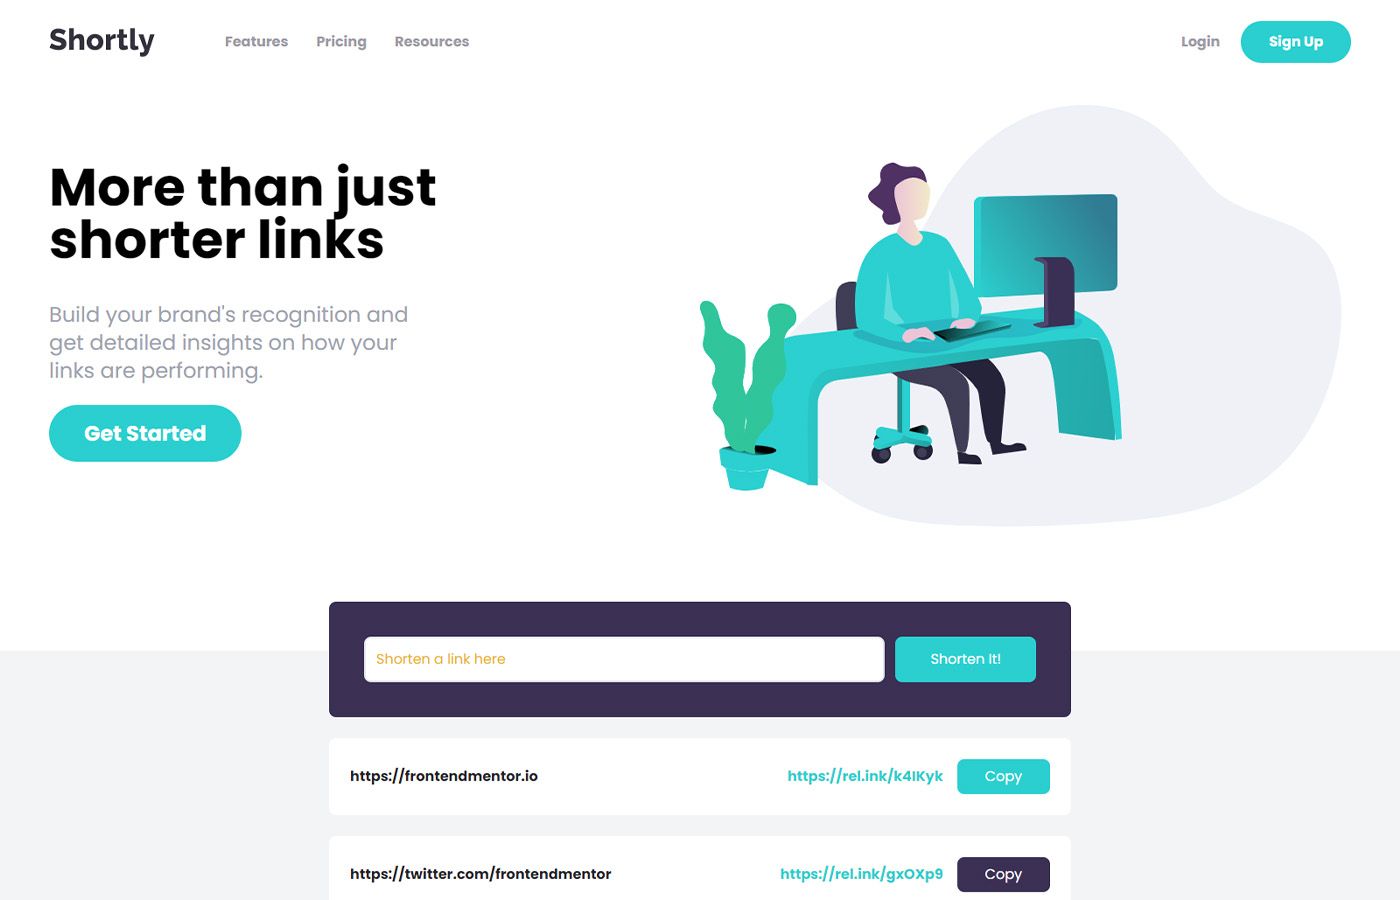 Shortly
Features
Pricing
Resources
Login
Sign Up
More than just
shorter links
Build your brand's recognition and
get detailed insights on how your
links are performing.
Get Started
Shorten a link here
Shorten It!
https://frontendmentor.io
https://rel.ink/k4lKyk
Copy
https://twitter.com/frontendmentor
https://rel.ink/gxOXp9
Copy